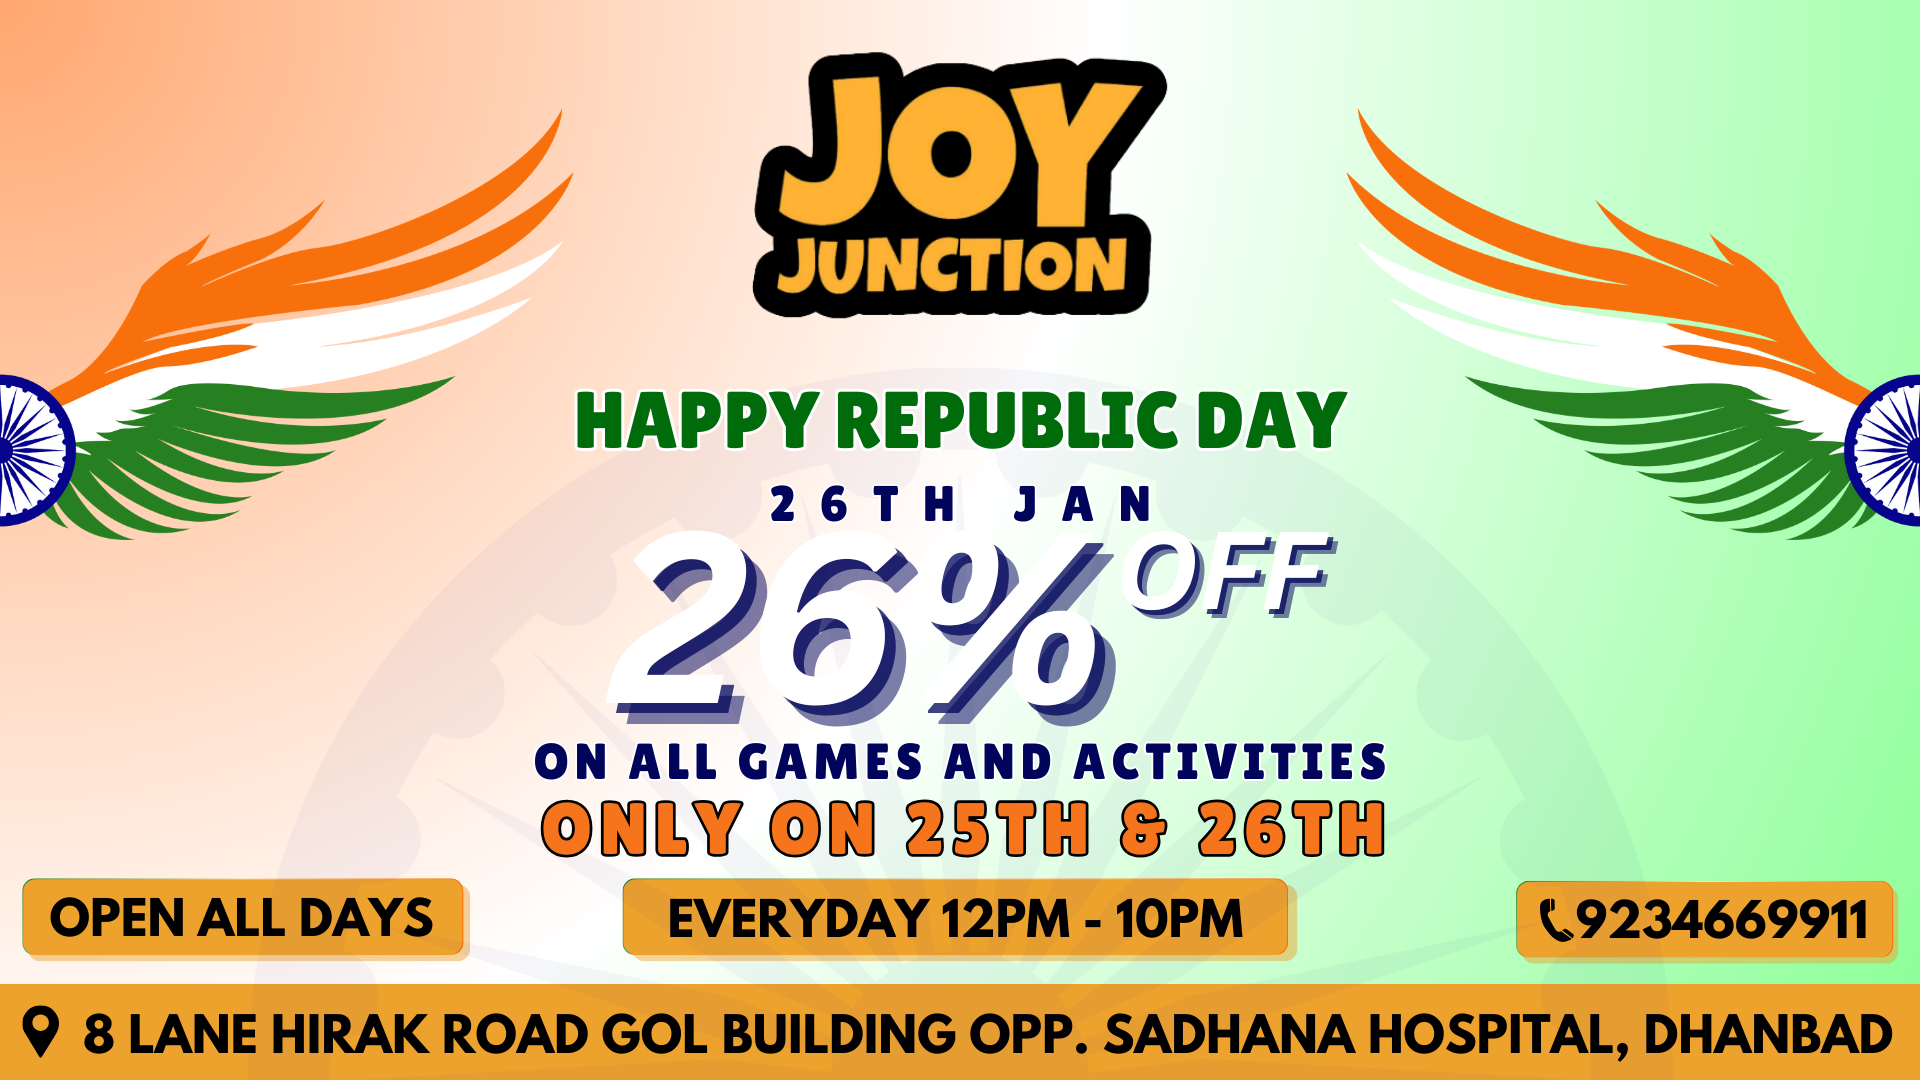 JOY
JUNCTION
HAPPY REPUBLIC DAY
26TH JAN
26% OFF
ON ALL GAMES AND ACTIVITIES
ONLY ON 25TH & 26TH
OPEN ALL DAYS
EVERYDAY 12PM - 10PM
9234669911
8 LANE HIRAK ROAD GOL BUILDING OPP. SADHANA HOSPITAL, DHANBAD